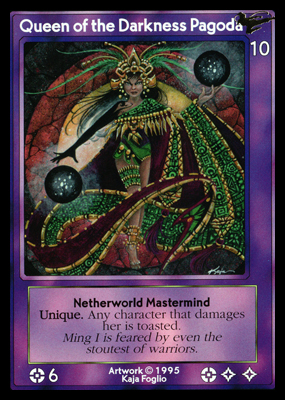 Queen of the Darkness Pagoda
10
Kaja
Netherworld Mastermind
Unique. Any character that damages
her is toasted.
Ming I is feared by even the
stoutest of warriors.
6
Artwork © 1995
Kaja Foglio